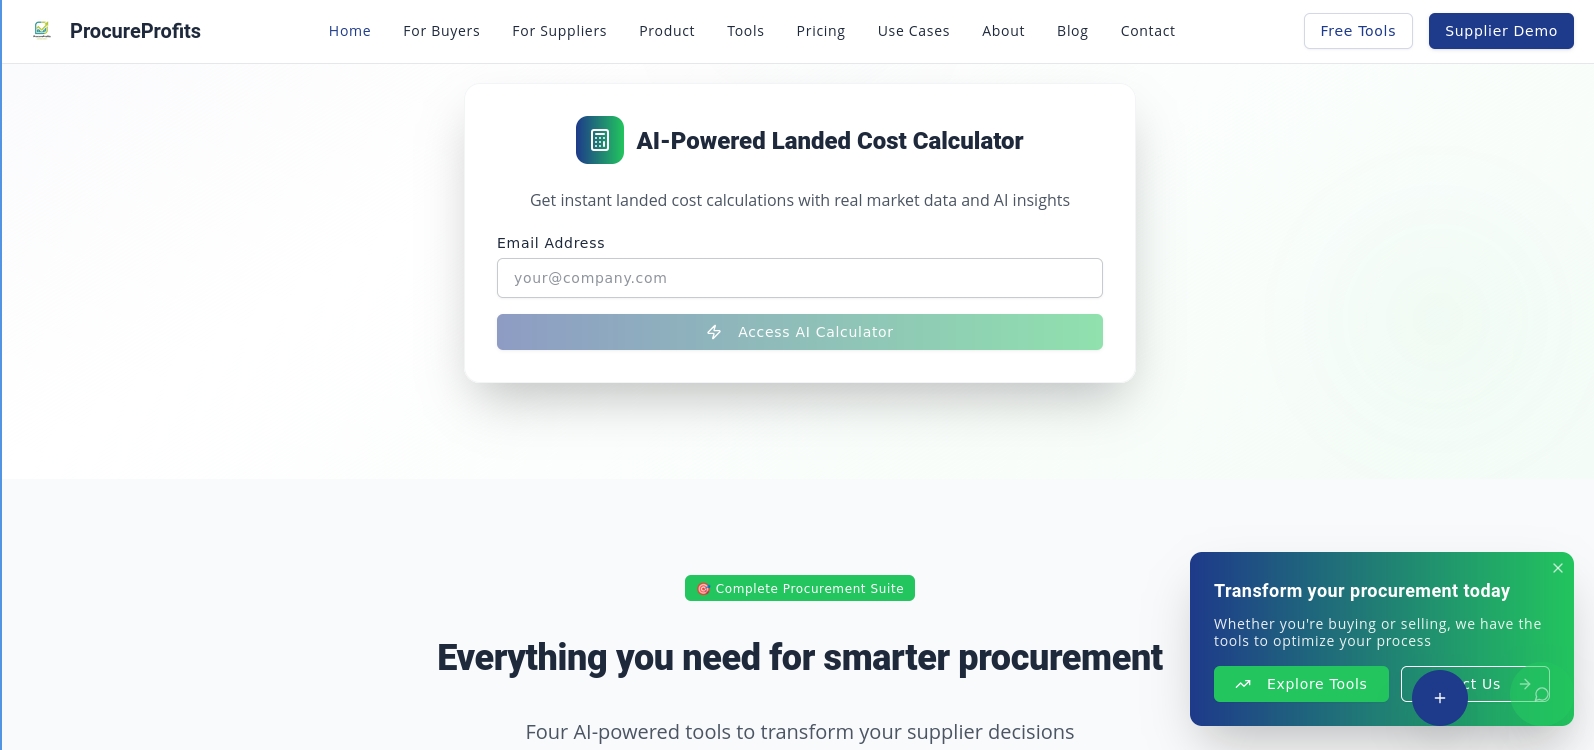 ProcureProfits
Home
For Buyers
For Suppliers
Product
Tools
Pricing
Use Cases
About
Blog
Contact
Free Tools
Supplier Demo
AI-Powered Landed Cost Calculator
Get instant landed cost calculations with real market data and AI insights
Email Address
your@company.com
Access AI Calculator
🎯 Complete Procurement Suite
Everything you need for smarter procurement
Four AI-powered tools to transform your supplier decisions
Transform your procurement today
Whether you're buying or selling, we have the
tools to optimize your process
Explore Tools
Us